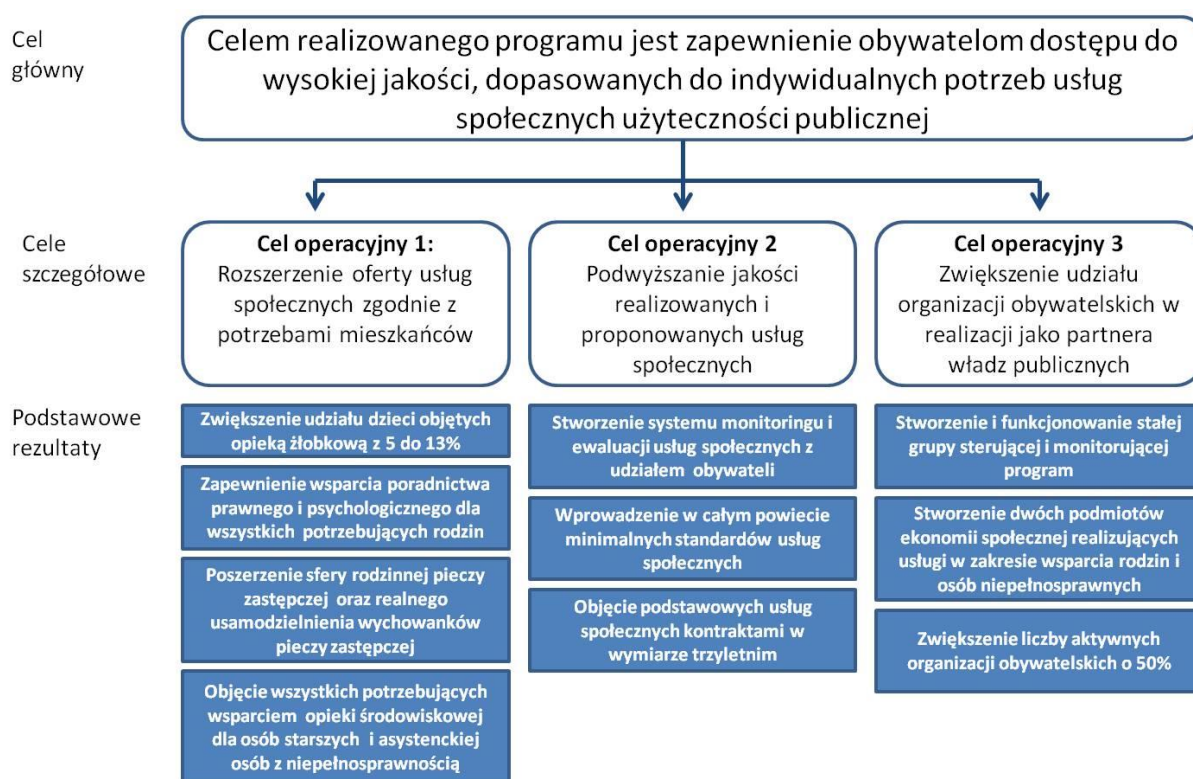 Cel
główny
Celem realizowanego programu jest zapewnienie obywatelom dostępu do
wysokiej jakości, dopasowanych do indywidualnych potrzeb usług
społecznych użyteczności publicznej
Cele
szczegółowe
Cel operacyjny 1:
Rozszerzenie oferty usług
społecznych zgodnie z
potrzebami mieszkańców
Cel operacyjny 2
Podwyższanie jakości
realizowanych i
proponowanych usług
społecznych
Cel operacyjny 3
Zwiększenie udziału
organizacji obywatelskich w
realizacji jako partnera
władz publicznych
Podstawowe
rezultaty
Zwiększenie udziału dzieci objętych
opieką żłobkową z 5 do 13%
Zapewnienie wsparcia poradnictwa
prawnego i psychologicznego dla
wszystkich potrzebujących rodzin
Poszerzenie sfery rodzinnej pieczy
zastępczej oraz realnego
usamodzielnienia wychowanków
pieczy zastępczej
Objęcie wszystkich potrzebujących
wsparciem opieki środowiskowej
dla osób starszych i asystenckiej
osób z niepełnosprawnością
Stworzenie systemu monitoringu i
ewaluacji usług społecznych z
udziałem obywateli
Wprowadzenie w całym powiecie
minimalnych standardów usług
społecznych
Objęcie podstawowych usług
społecznych kontraktami w
wymiarze trzyletnim
Stworzenie i funkcjonowanie stałej
grupy sterującej i monitorującej
program
Stworzenie dwóch podmiotów
ekonomii społecznej realizujących
usługi w zakresie wsparcia rodzin i
osób niepełnosprawnych
Zwiększenie liczby aktywnych
organizacji obywatelskich o 50%